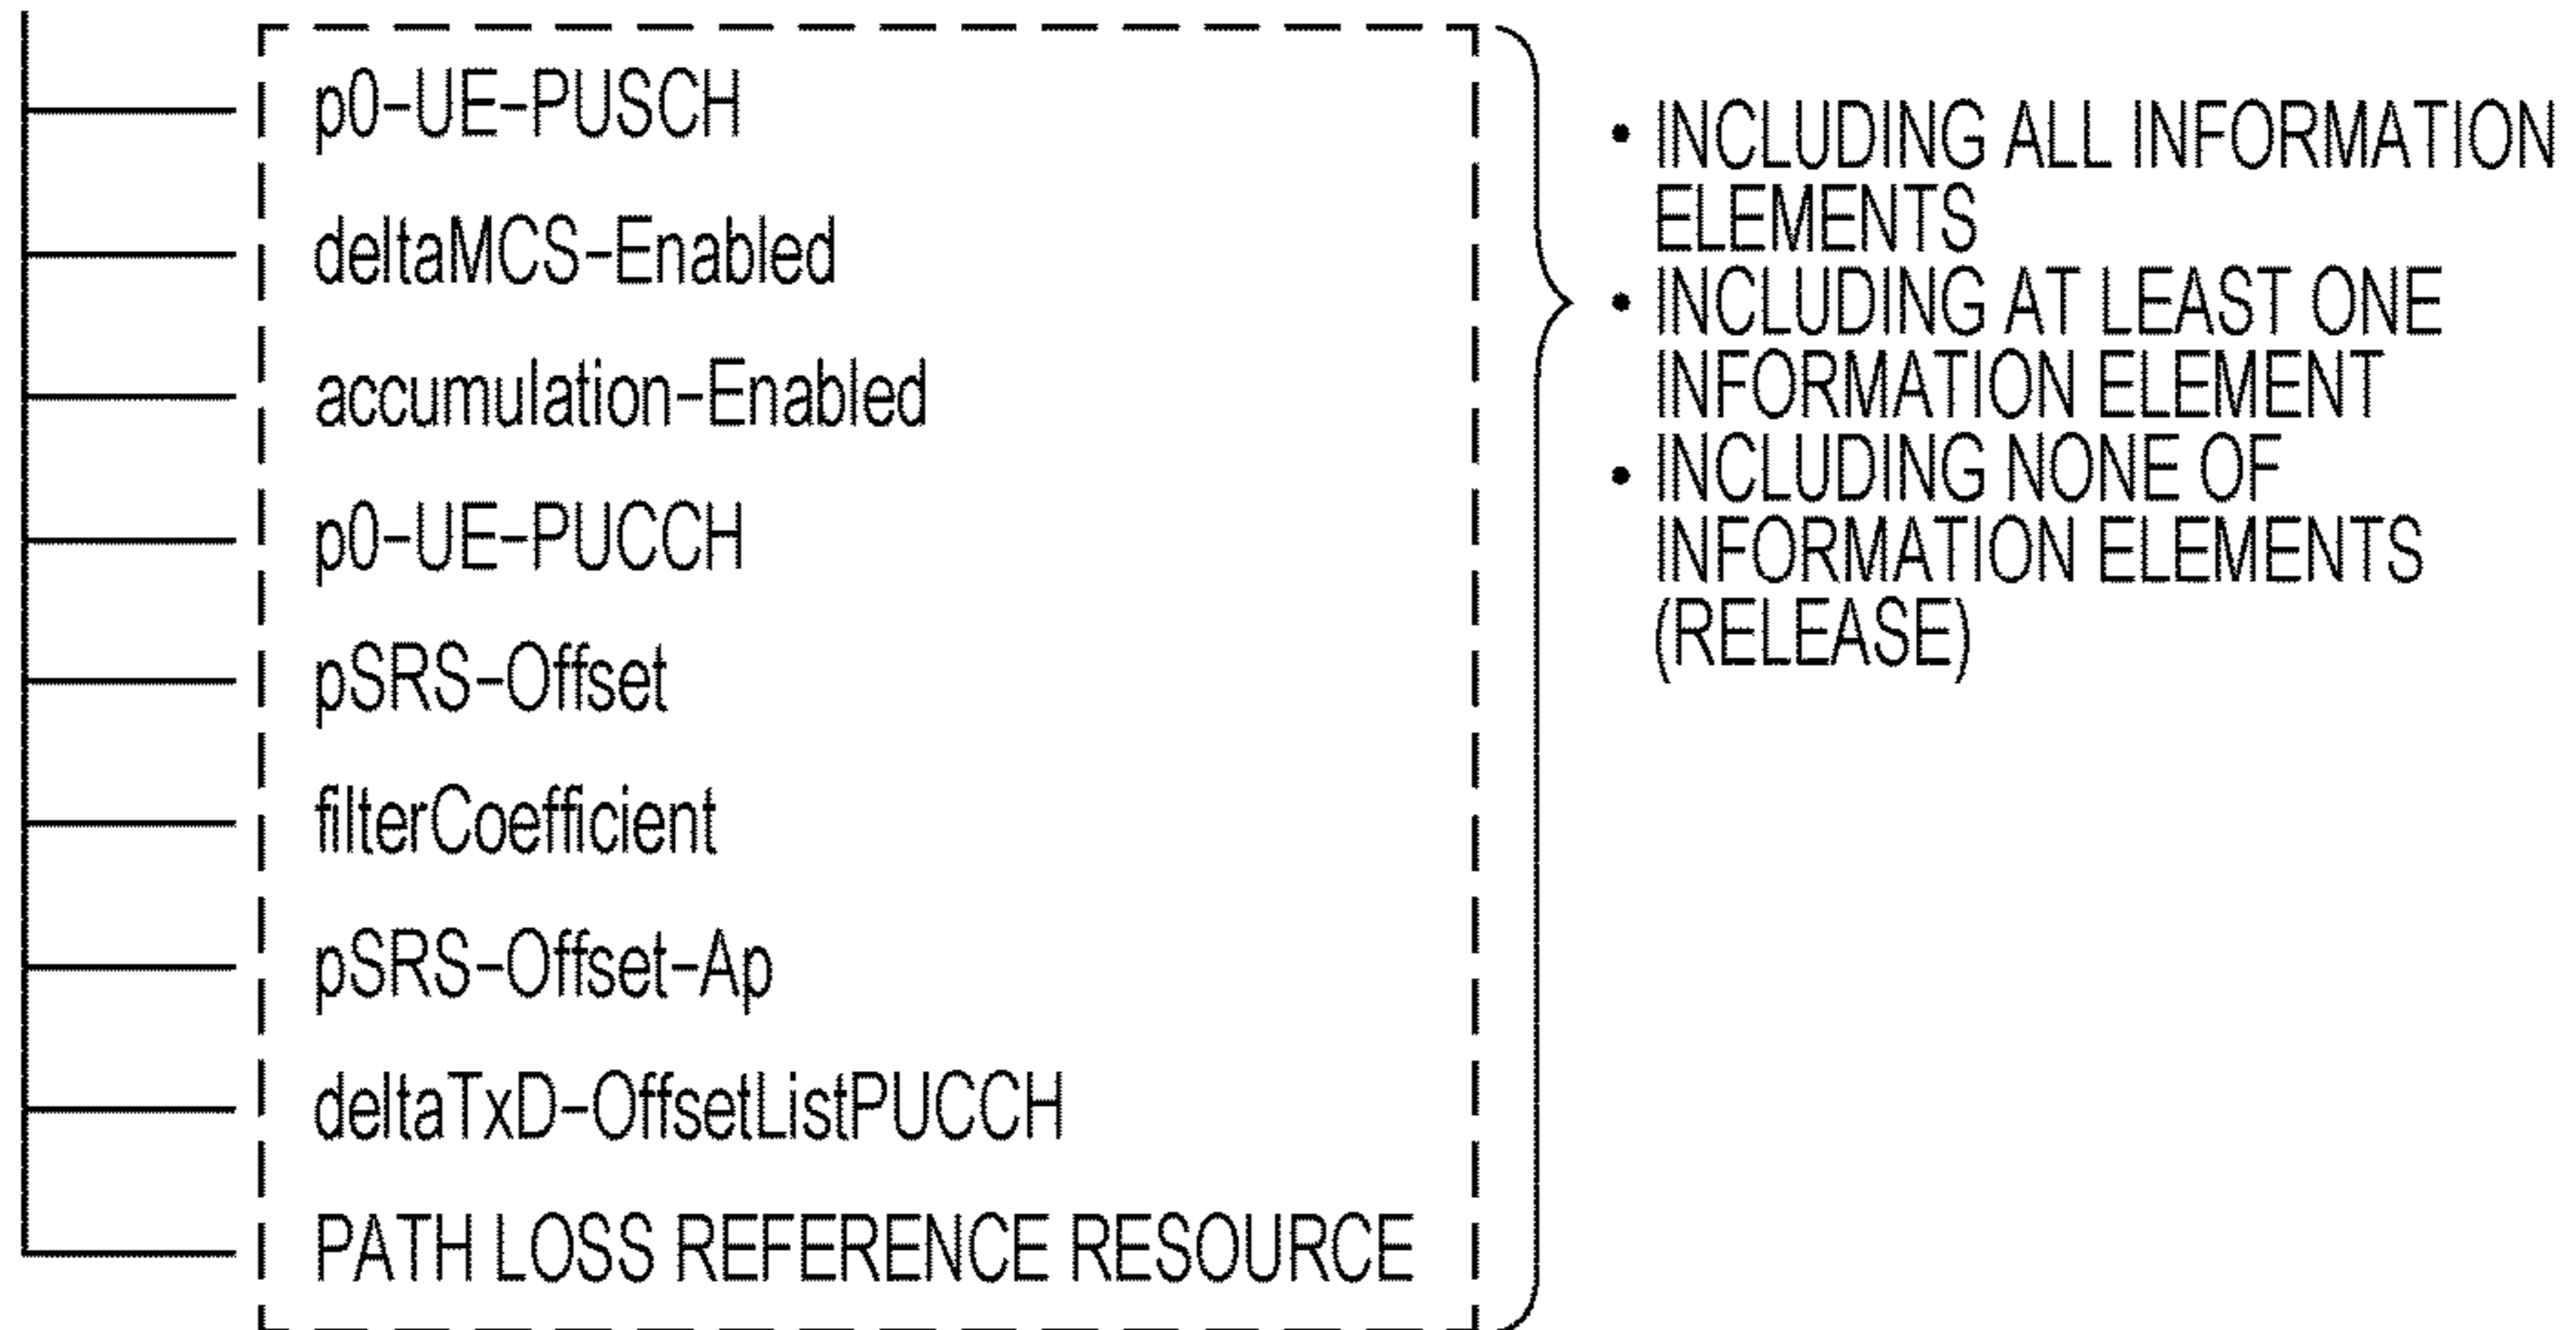 p0-UE-PUSCH
deltaMCS-Enabled
accumulation-Enabled
p0-UE-PUCCH
pSRS-Offset
filterCoefficient
pSRS-Offset-Ap
deltaTxD-OffsetListPUCCH
PATH LOSS REFERENCE RESOURCE
• INCLUDING ALL INFORMATION
ELEMENTS
• INCLUDING AT LEAST ONE
INFORMATION ELEMENT
• INCLUDING NONE OF
INFORMATION ELEMENTS
(RELEASE)